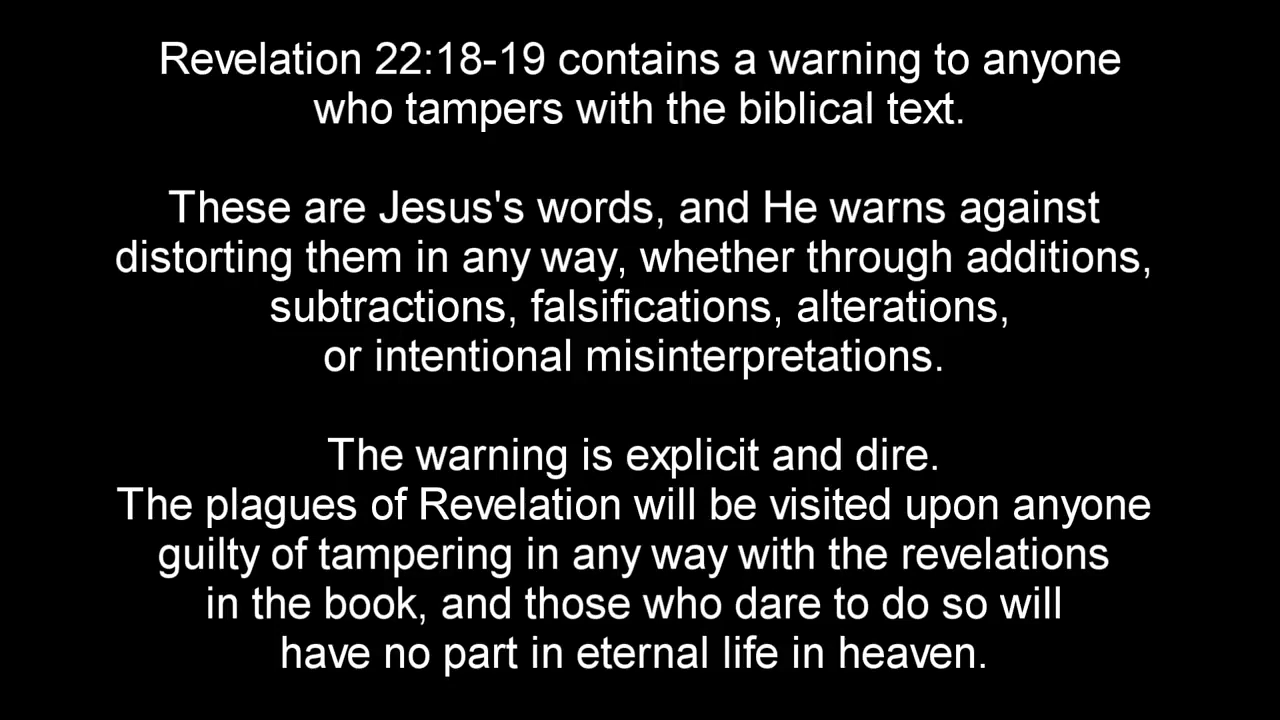 Revelation 22:18-19 contains a warning to anyone
who tampers with the biblical text.
These are Jesus's words, and He warns against
distorting them in any way, whether through additions,
subtractions, falsifications, alterations,
or intentional misinterpretations.
The warning is explicit and dire.
The plagues of Revelation will be visited upon anyone
guilty of tampering in any way with the revelations
in the book, and those who dare to do so will
have no part in eternal life in heaven.